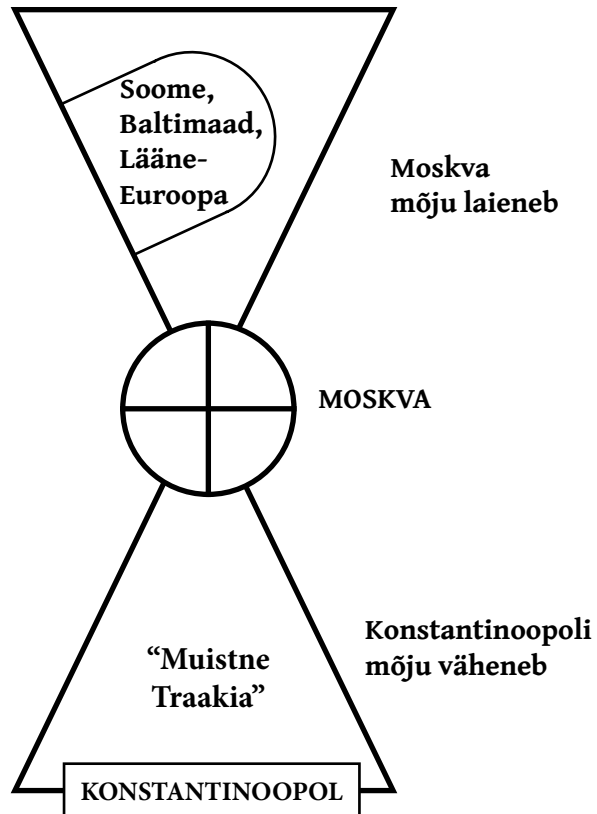 Soome,
Baltimaad,
Lääne-
Euroopa
Moskva
mõju laieneb
MOSKVA
Konstantinoopoli
mõju väheneb
“Muistne
Traakia”
KONSTANTINOOPOL